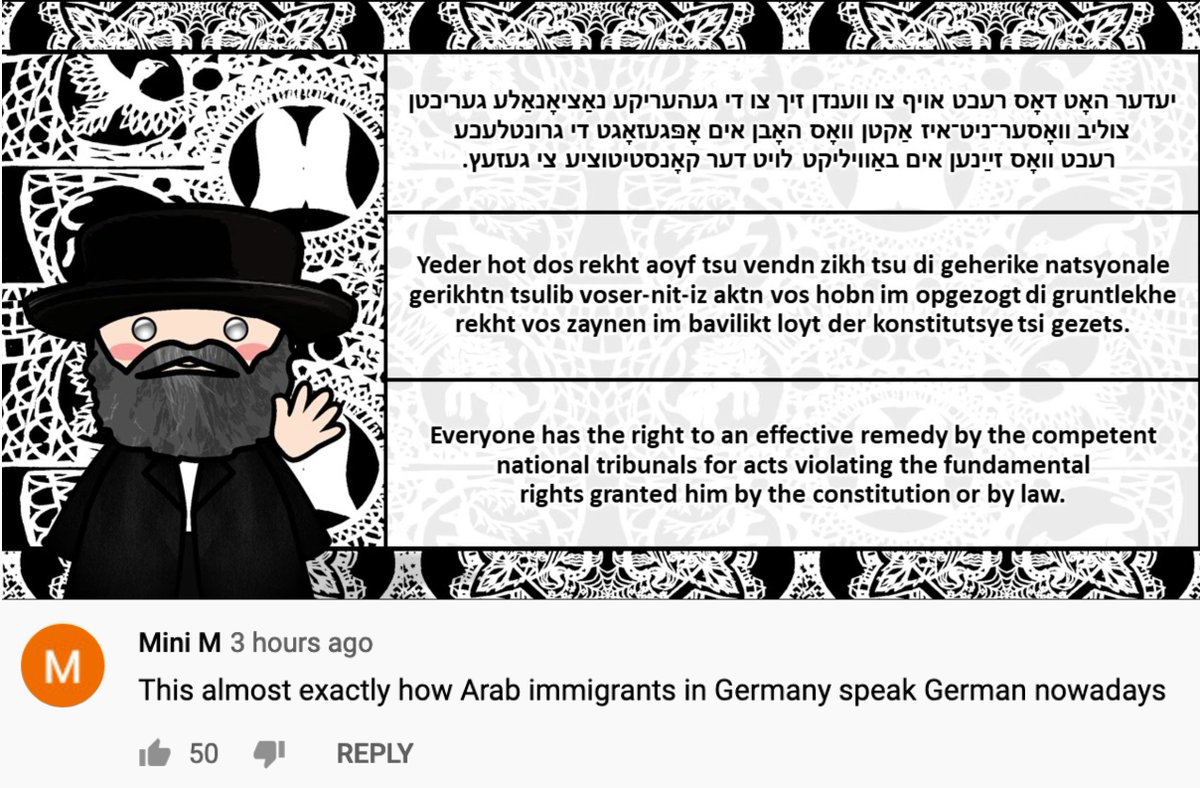 יעדער האָט דאָס רעכט אויף צו ווענדן זיך צו די געהעריקע נאַציאָנאַלע געריכטן
צוליב וואָסער־ניט־איז אַקטן וואָס האָבן אים אָפּגעזאָגט די גרונטלעכע
רעכט וואָס זײַנען אים באַוויליקט לויט דער קאָנסטיטוציע צי געזעץ.
Yeder hot dos rekht aoyf tsu vendn zikh tsu di geherike natsyonale
gerikhtn tsulib voser-nit-iz aktn vos hobn im opgezogt di gruntlekhe
rekht vos zaynen im bavilikt loyt der konstitutsye tsi gezets.
Everyone has the right to an effective remedy by the competent
national tribunals for acts violating the fundamental
rights granted him by the constitution or by law.
M
Mini M 3 hours ago
This almost exactly how Arab immigrants in Germany speak German nowadays
50 REPLY